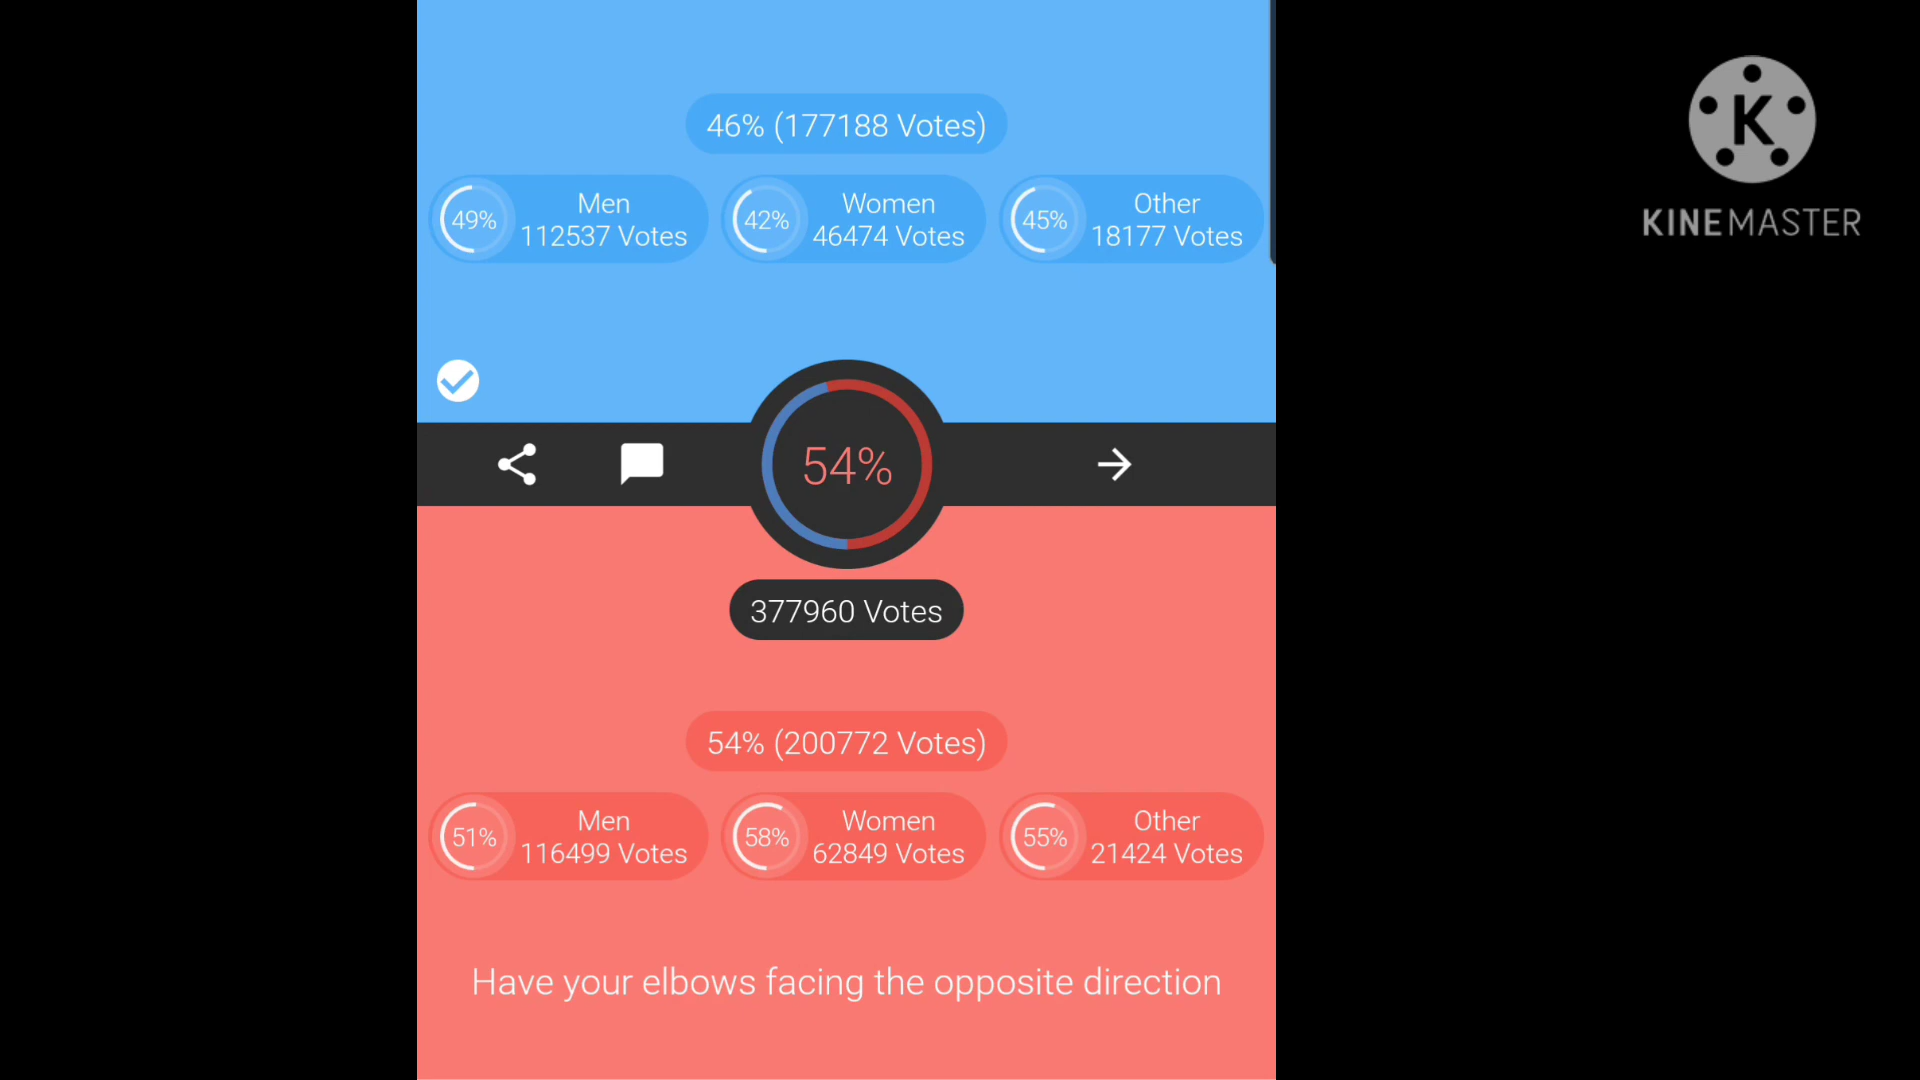 46% (177188 Votes)
49%
Men
112537 Votes
42%
Women
46474 Votes
45%
Other
18177 Votes
K
KINEMASTER
54%
377960 Votes
54% (200772 Votes)
51%
Men
116499 Votes
58%
Women
62849 Votes
55%
Other
21424 Votes
Have your elbows facing the opposite direction